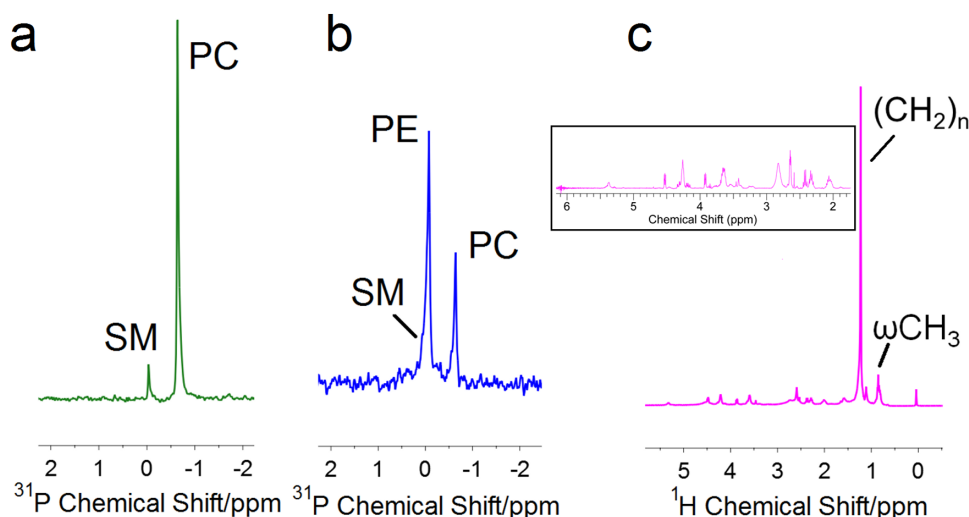 a
PC
SM
2 1 0 -1 -2
³¹P Chemical Shift/ppm
b
PE
SM
PC
2 1 0 -1 -2
³¹P Chemical Shift/ppm
c
(CH₂)ₙ
6 5 4 3 2
Chemical Shift (ppm)
ωCH₃
5 4 3 2 1 0
¹H Chemical Shift/ppm